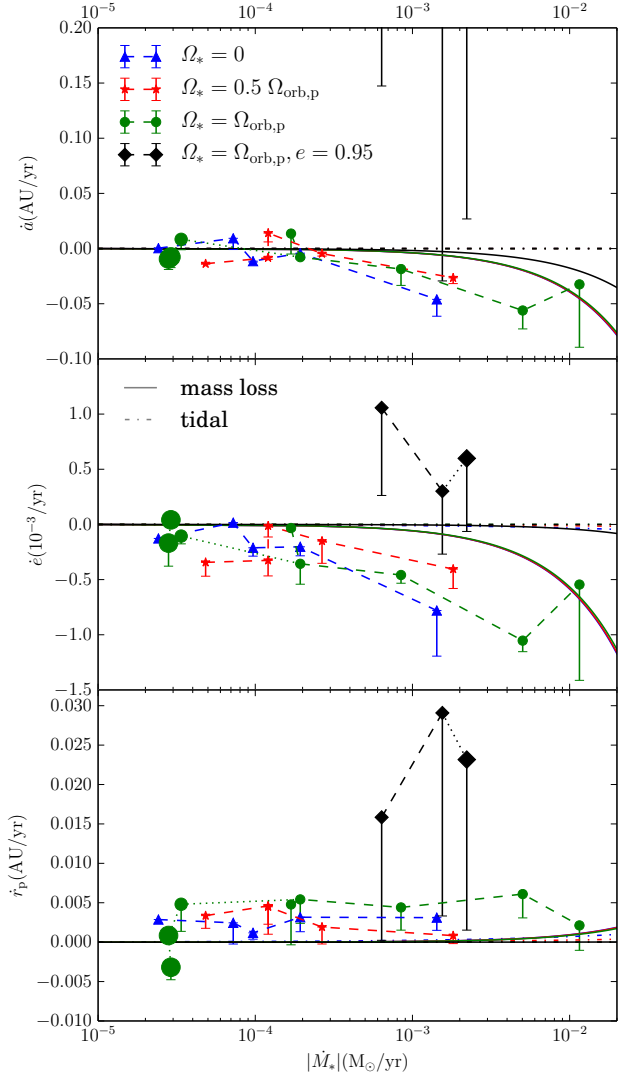 0.20
0.15
0.10
0.05
0.00
−0.05
−0.10
ȧ(AU/yr)
10⁻⁵ 10⁻⁴ 10⁻³ 10⁻²
Ω* = 0
Ω* = 0.5 Ωorb,p
Ω* = Ωorb,p
Ω* = Ωorb,p, e = 0.95
1.0
0.5
0.0
−0.5
−1.0
−1.5
ė(10⁻³/yr)
mass loss
tidal
0.030
0.025
0.020
0.015
0.010
0.005
0.000
−0.005
−0.010
ṙp(AU/yr)
10⁻⁵ 10⁻⁴ 10⁻³ 10⁻²
|Ṁ*|(M⊙/yr)